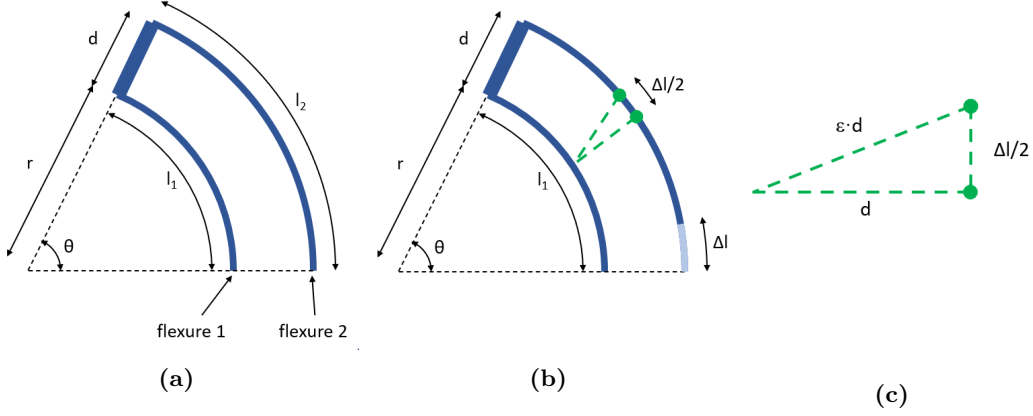 d
r
l₂
l₁
θ
flexure 1
flexure 2
(a)
d
r
Δl/2
l₁
θ
Δl
(b)
ε·d
Δl/2
d
(c)